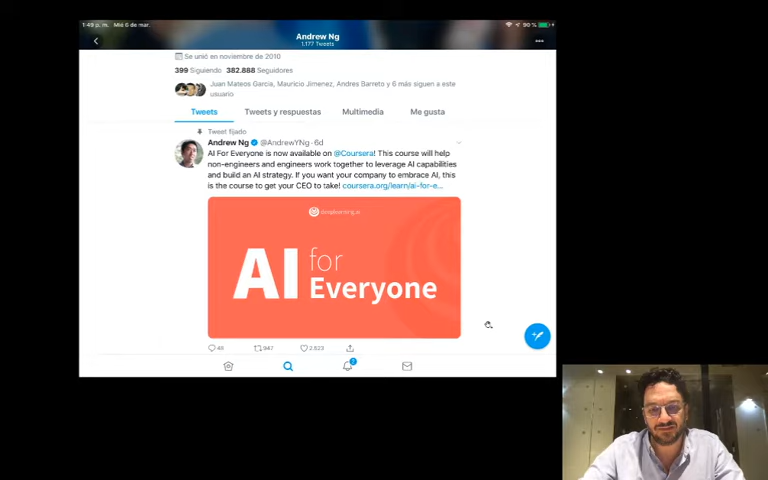 1:49 p. m. Mié 6 de mar.
90 %
Andrew Ng
1.177 Tweets
Se unió en noviembre de 2010
399 Siguiendo 382.888 Seguidores
Juan Mateos Garcia, Mauricio Jimenez, Andres Barreto y 6 más siguen a este
usuario
Tweets Tweets y respuestas Multimedia Me gusta
Tweet fijado
Andrew Ng @AndrewYNg · 6d
AI For Everyone is now available on @Coursera! This course will help
non-engineers and engineers work together to leverage AI capabilities
and build an AI strategy. If you want your company to embrace AI, this
is the course to get your CEO to take! coursera.org/learn/ai-for-e...
deeplearning.ai
AI for
Everyone
947